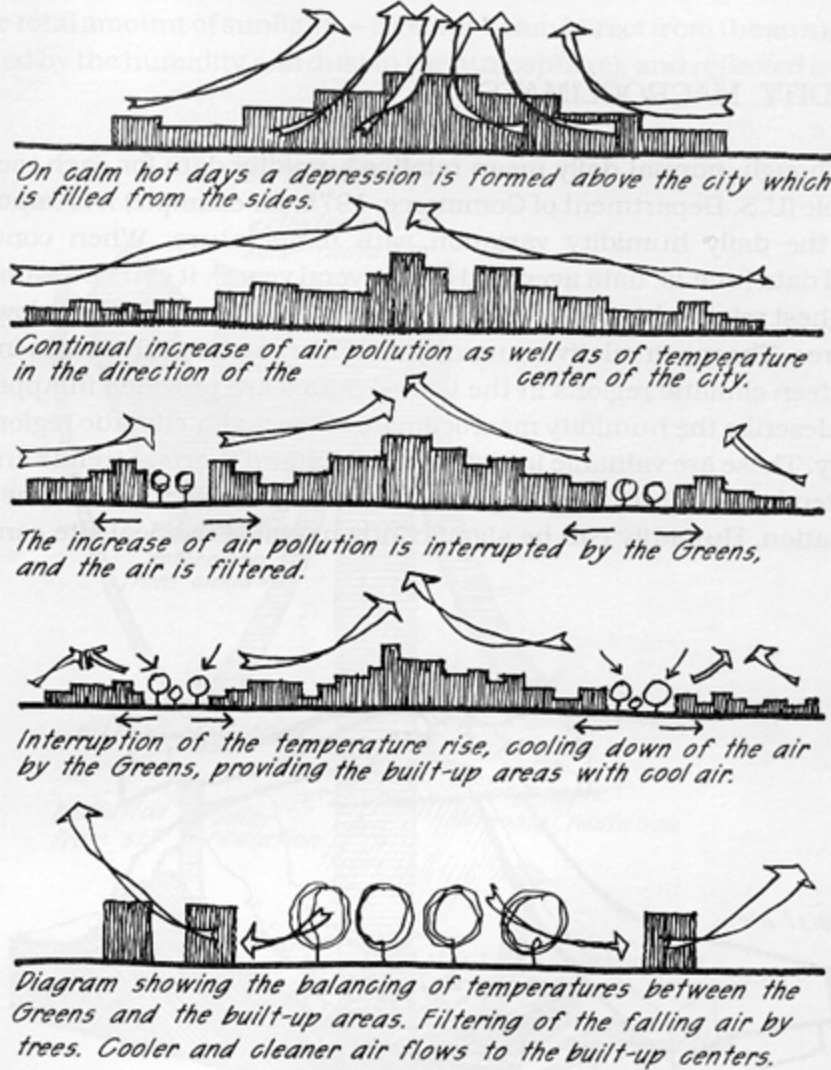 On calm hot days a depression is formed above the city which
is filled from the sides.
Continual increase of air pollution as well as of temperature
in the direction of the center of the city.
The increase of air pollution is interrupted by the Greens,
and the air is filtered.
Interruption of the temperature rise, cooling down of the air
by the Greens, providing the built-up areas with cool air.
Diagram showing the balancing of temperatures between the
Greens and the built-up areas. Filtering of the falling air by
trees. Cooler and cleaner air flows to the built-up centers.